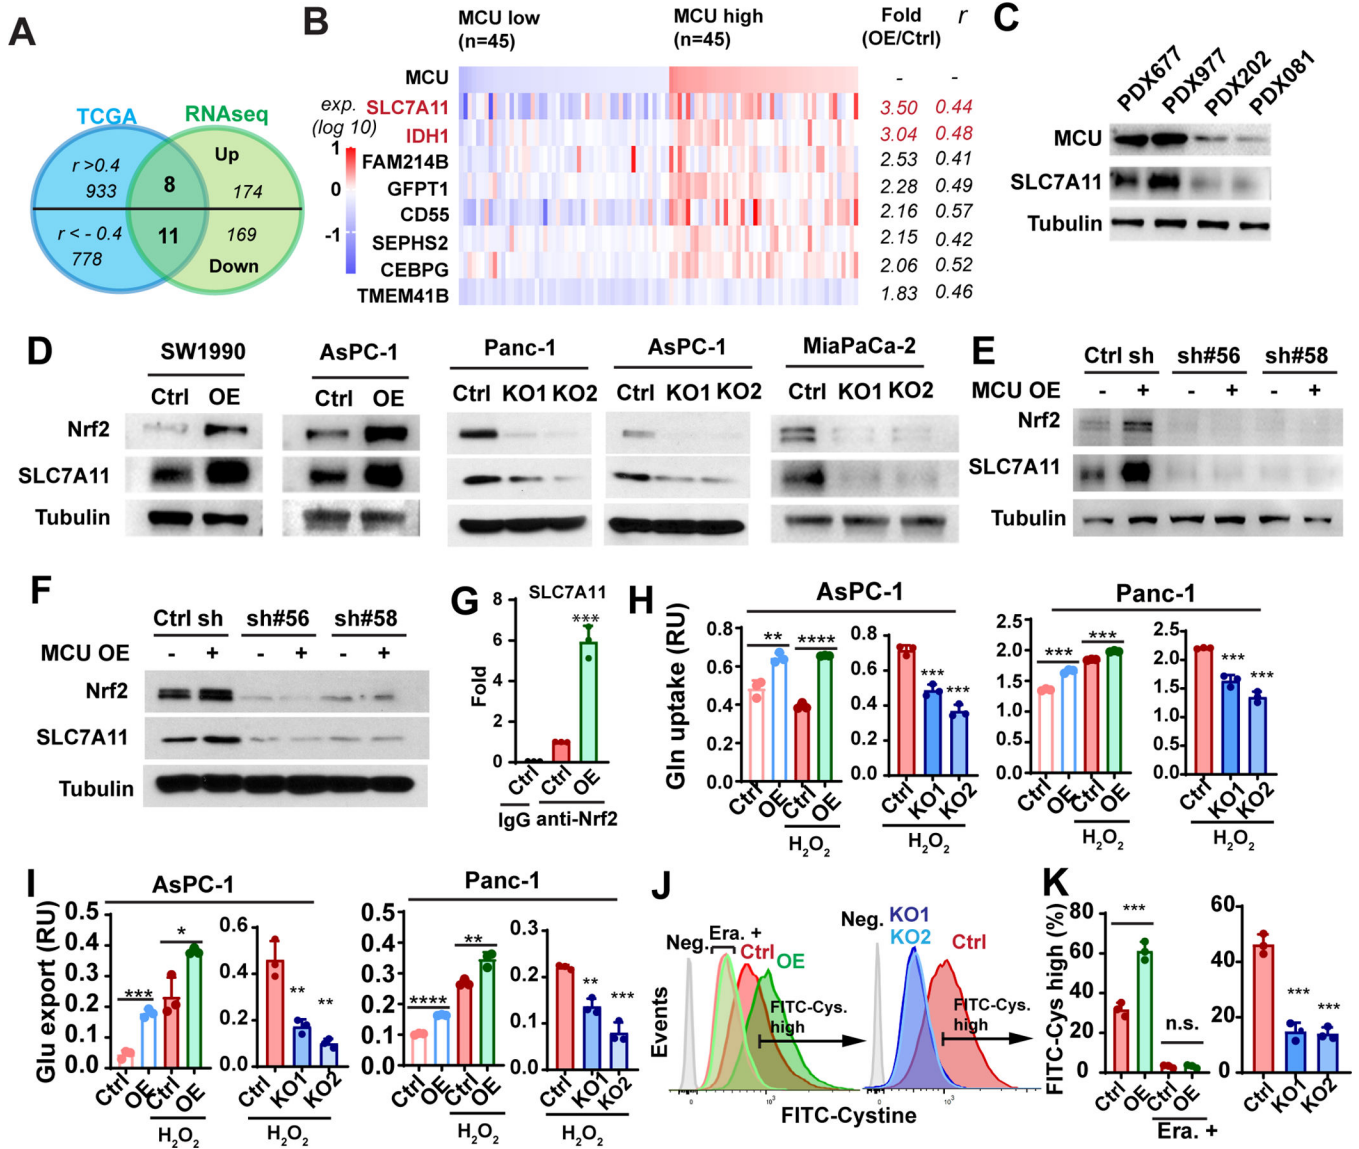 A
TCGA
RNAseq
r >0.4
933
8
Up
174
r < - 0.4
778
11
169
Down
B
MCU low
(n=45)
MCU high
(n=45)
Fold
(OE/Ctrl)
r
exp.
(log 10)
1
0
-1
MCU - -
SLC7A11 3.50 0.44
IDH1 3.04 0.48
FAM214B 2.53 0.41
GFPT1 2.28 0.49
CD55 2.16 0.57
SEPHS2 2.15 0.42
CEBPG 2.06 0.52
TMEM41B 1.83 0.46
C
PDX677 PDX977 PDX202 PDX081
MCU
SLC7A11
Tubulin
D
SW1990 AsPC-1 Panc-1 AsPC-1 MiaPaCa-2
Ctrl OE Ctrl OE Ctrl KO1 KO2 Ctrl KO1 KO2 Ctrl KO1 KO2
Nrf2
SLC7A11
Tubulin
E
Ctrl sh sh#56 sh#58
MCU OE - + - + - +
Nrf2
SLC7A11
Tubulin
F
Ctrl sh sh#56 sh#58
MCU OE - + - + - +
Nrf2
SLC7A11
Tubulin
G
SLC7A11
Fold
8
6
4
2
0
***
Ctrl Ctrl OE
IgG anti-Nrf2
H
AsPC-1
Panc-1
Gln uptake (RU)
0.8
0.6
0.4
0.2
0.0
** ****
Ctrl OE Ctrl OE
H2O2
0.8
0.6
0.4
0.2
0.0
*** ***
Ctrl KO1 KO2
H2O2
2.5
2.0
1.5
1.0
0.5
0.0
*** ***
Ctrl OE Ctrl OE
H2O2
2.5
2.0
1.5
1.0
0.5
0.0
*** ***
Ctrl KO1 KO2
H2O2
I
AsPC-1
Panc-1
Glu export (RU)
0.5
0.4
0.3
0.2
0.1
0.0
*** *
Ctrl OE Ctrl OE
H2O2
0.6
0.4
0.2
0.0
** **
Ctrl KO1 KO2
H2O2
0.5
0.4
0.3
0.2
0.1
0.0
**** **
Ctrl OE Ctrl OE
H2O2
0.3
0.2
0.1
0.0
** ***
Ctrl KO1 KO2
H2O2
J
Events
Neg. Era. + Ctrl OE
FITC-Cys.
high
0 10³
Neg. KO1
KO2
Ctrl
FITC-Cys.
high
0 10³
FITC-Cystine
K
FITC-Cys high (%)
80
60
40
20
0
*** n.s.
Ctrl OE Ctrl OE
Era. +
60
40
20
0
*** ***
Ctrl KO1 KO2